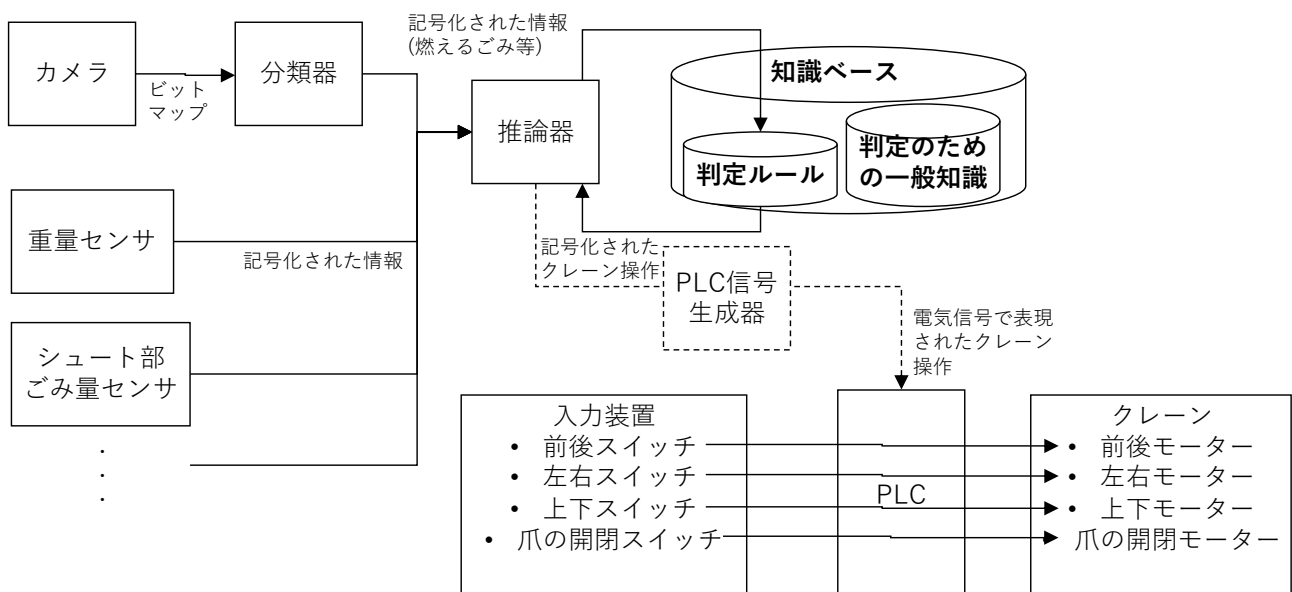 カメラ
ビット
マップ
分類器
記号化された情報
(燃えるごみ等)
推論器
知識ベース
判定ルール
判定のため
の一般知識
重量センサ
記号化された情報
記号化された
クレーン操作
PLC信号
生成器
電気信号で表現
されたクレーン
操作
シュート部
ごみ量センサ
・
・
・
入力装置
• 前後スイッチ
• 左右スイッチ
• 上下スイッチ
• 爪の開閉スイッチ
PLC
クレーン
• 前後モーター
• 左右モーター
• 上下モーター
• 爪の開閉モーター